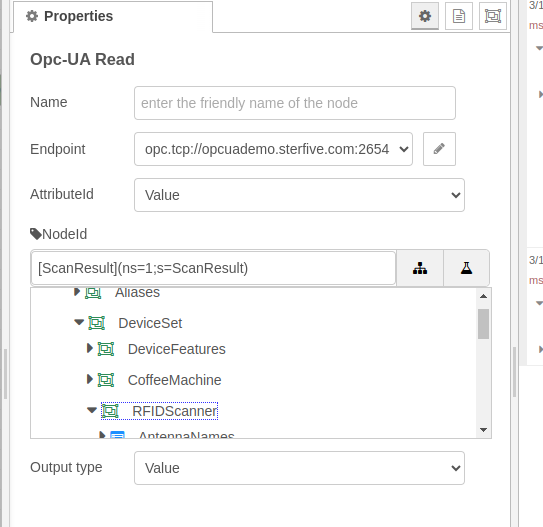 Properties
3/1
ms
Opc-UA Read
Name
enter the friendly name of the node
Endpoint
opc.tcp://opcuademo.sterfive.com:2654
AttributeId
Value
NodeId
[ScanResult](ns=1;s=ScanResult)
3/1
ms
Aliases
DeviceSet
DeviceFeatures
CoffeeMachine
RFIDScanner
AntennaNames
Output type
Value